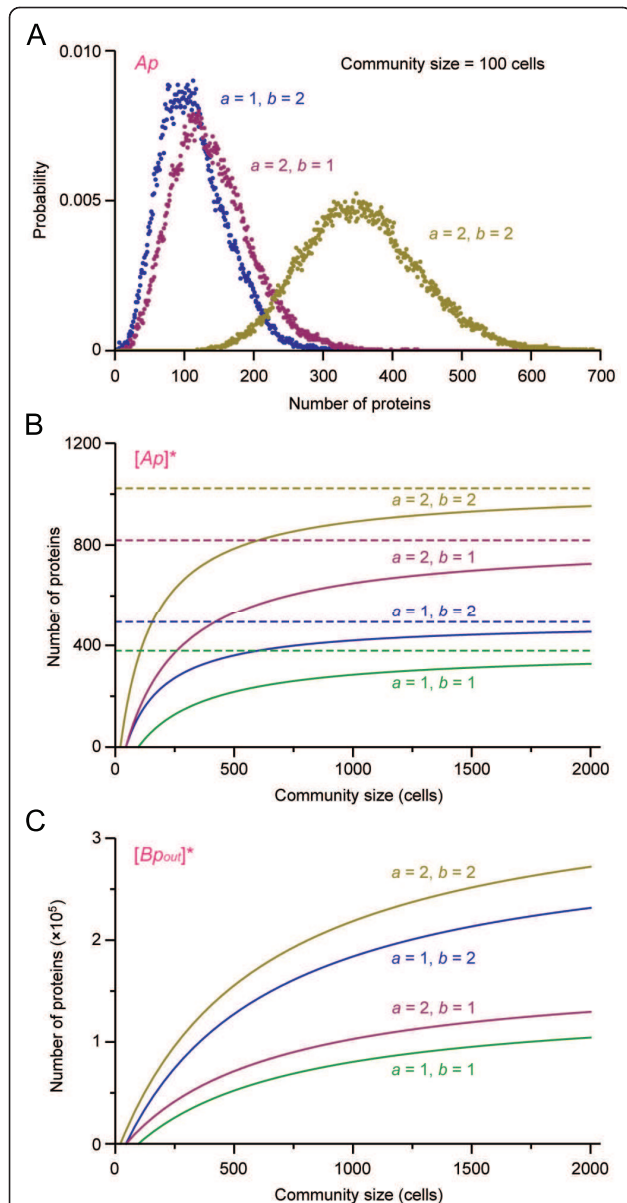 A
0.010
Ap
Community size = 100 cells
a = 1, b = 2
a = 2, b = 1
0.005
a = 2, b = 2
Probability
0
0 100 200 300 400 500 600 700
Number of proteins
B
1200
[Ap]*
a = 2, b = 2
800
a = 2, b = 1
a = 1, b = 2
400
a = 1, b = 1
Number of proteins
0
0 500 1000 1500 2000
Community size (cells)
C
3
[Bpout]*
a = 2, b = 2
2
a = 1, b = 2
a = 2, b = 1
1
a = 1, b = 1
Number of proteins (×10⁵)
0
0 500 1000 1500 2000
Community size (cells)